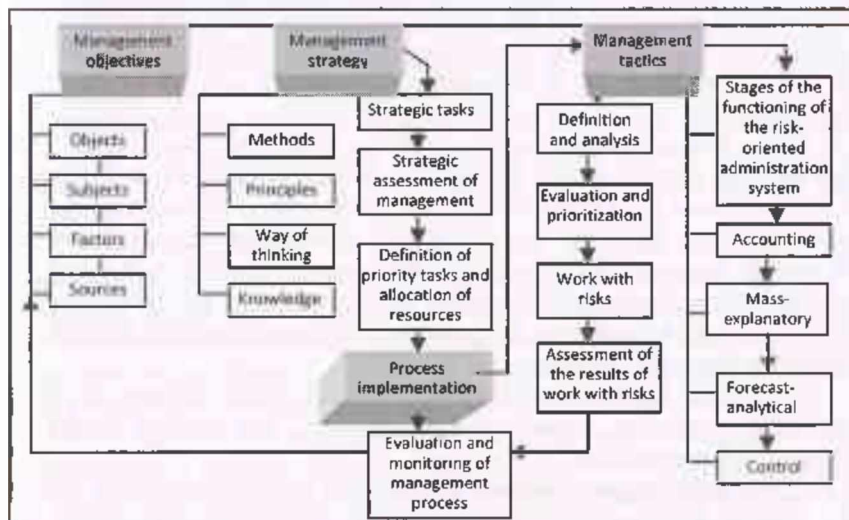 Management
objectives
Objects
Subjects
Factors
Sources
Management
strategy
Methods
Principles
Way of
thinking
Knowledge
Strategic tasks
Strategic
assessment of
management
Definition of
priority tasks and
allocation of
resources
Process
implementation
Evaluation and
monitoring of
management
process
Management
tactics
Definition
and analysis
Evaluation and
prioritization
Work with
risks
Assessment of
the results of
work with risks
Stages of the
functioning of
the risk-
oriented
administration
system
Accounting
Mass-
explanatory
Forecast-
analytical
Control